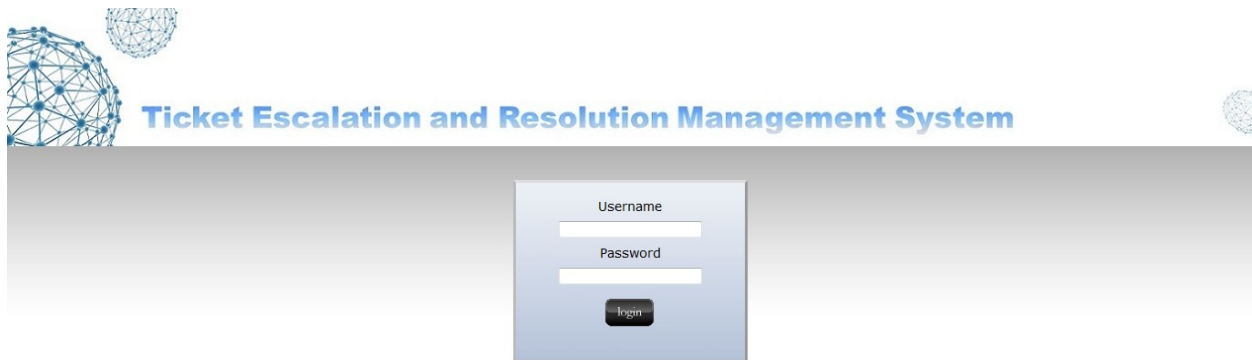 Ticket Escalation and Resolution Management System
Username
Password
login